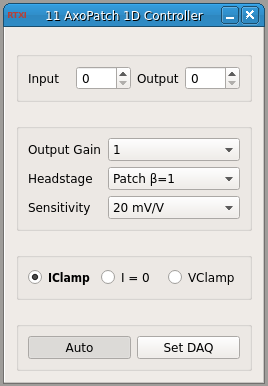 RTXI 11 AxoPatch 1D Controller
Input 0 Output 0
Output Gain 1
Headstage Patch β=1
Sensitivity 20 mV/V
IClamp I = 0 VClamp
Auto Set DAQ